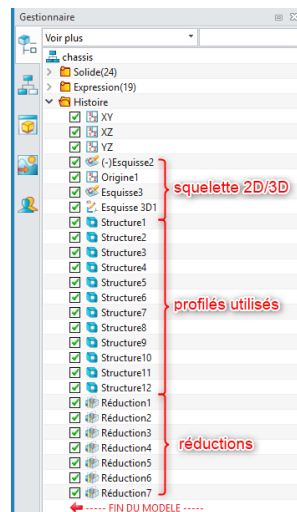 Gestionnaire
Voir plus
chassis
Solide(24)
Expression(19)
Histoire
XY
XZ
YZ
(-)Esquisse2
Origine1
Esquisse3
Esquisse 3D1
squelette 2D/3D
Structure1
Structure2
Structure3
Structure4
Structure5
Structure6
Structure7
Structure8
Structure9
Structure10
Structure11
Structure12
profilés utilisés
Réduction1
Réduction2
Réduction3
Réduction4
Réduction5
Réduction6
Réduction7
réductions
----- FIN DU MODELE -----